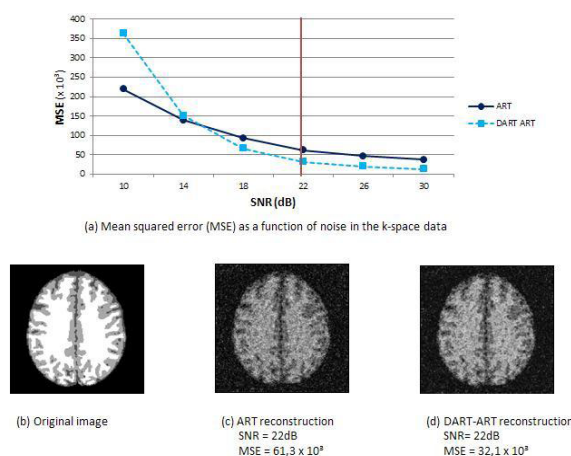 400
350
300
250
200
150
100
50
0
MSE (x 10³)
10 14 18 22 26 30
SNR (dB)
ART
DART ART
(a) Mean squared error (MSE) as a function of noise in the k-space data
(b) Original image
(c) ART reconstruction
SNR = 22dB
MSE = 61,3 x 10³
(d) DART-ART reconstruction
SNR= 22dB
MSE = 32,1 x 10³